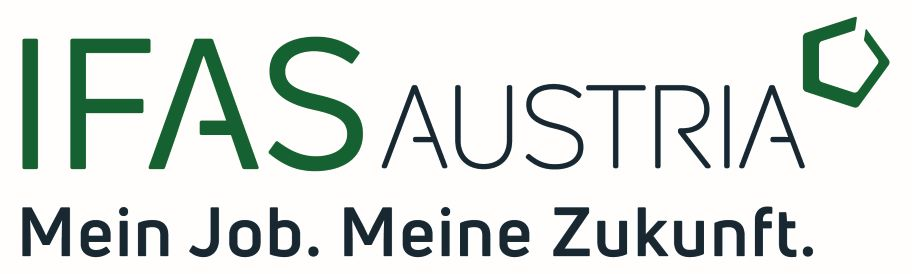 IFAS AUSTRIA
Mein Job. Meine Zukunft.